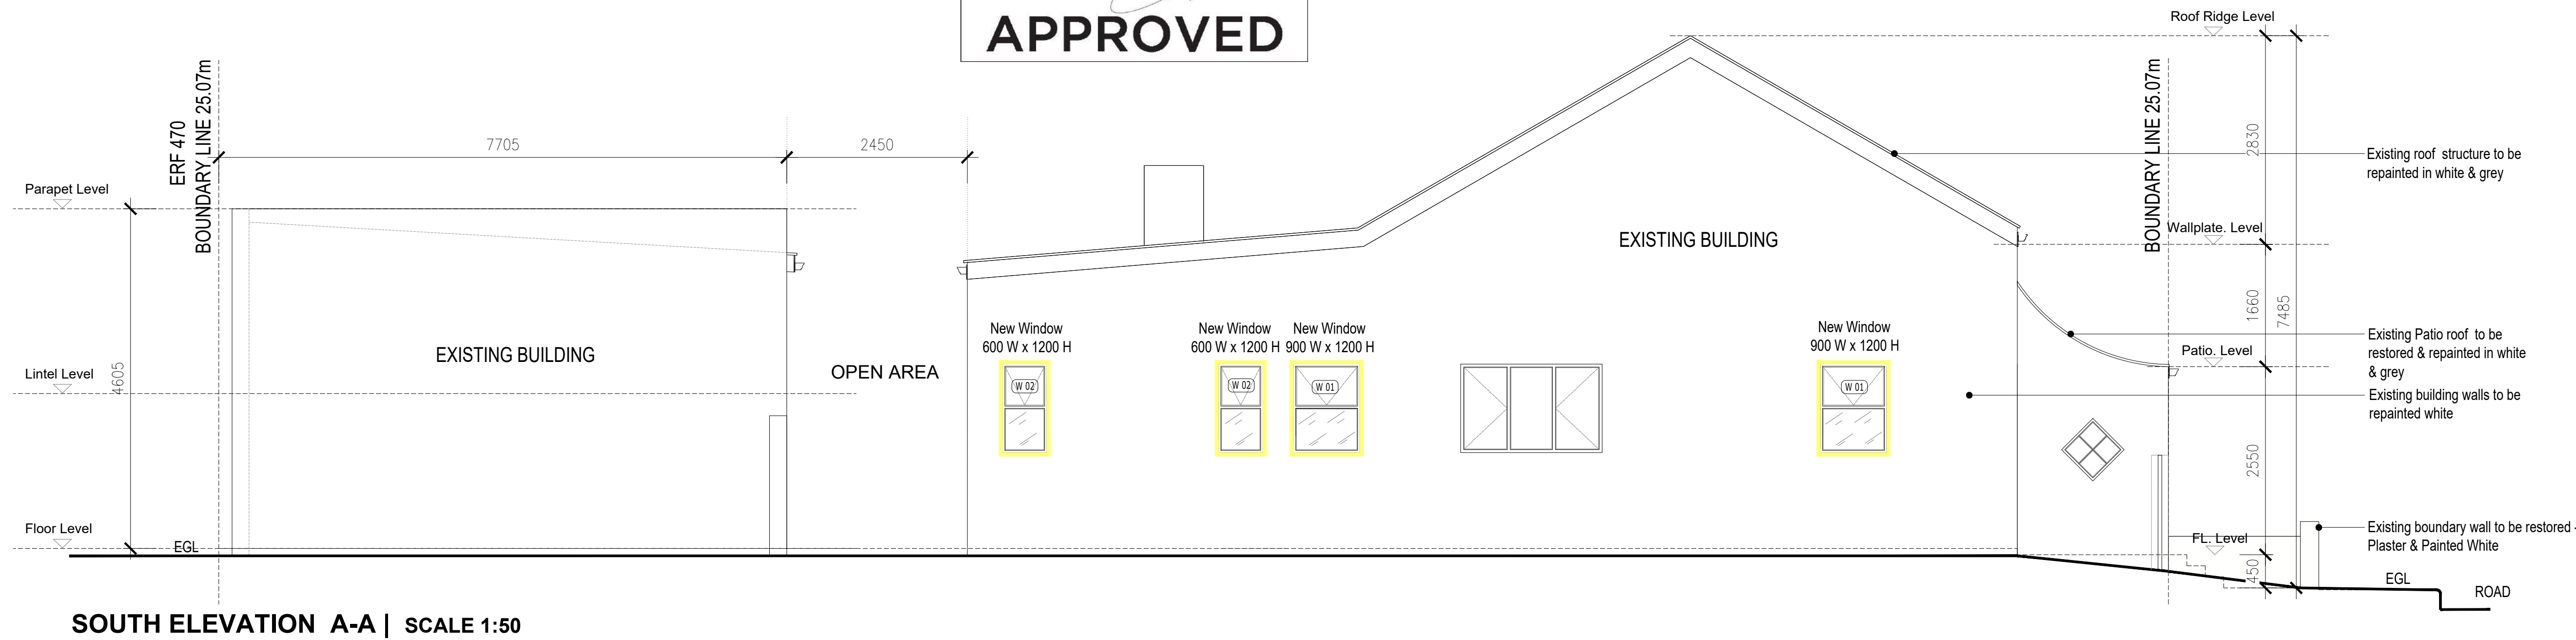 APPROVED
Roof Ridge Level
ERF 470
BOUNDARY LINE 25.07m
7705
2450
BOUNDARY LINE 25.07m
2830
Existing roof structure to be
repainted in white & grey
Parapet Level
EXISTING BUILDING
Wallplate. Level
4605
Lintel Level
EXISTING BUILDING
OPEN AREA
New Window
600 W x 1200 H
W 02
New Window
600 W x 1200 H
W 02
New Window
900 W x 1200 H
W 01
New Window
900 W x 1200 H
W 01
1660
7485
Existing Patio roof to be
restored & repainted in white
& grey
Patio. Level
Existing building walls to be
repainted white
2550
Floor Level
EGL
FL. Level
Existing boundary wall to be restored -
Plaster & Painted White
450
EGL
ROAD
SOUTH ELEVATION A-A | SCALE 1:50